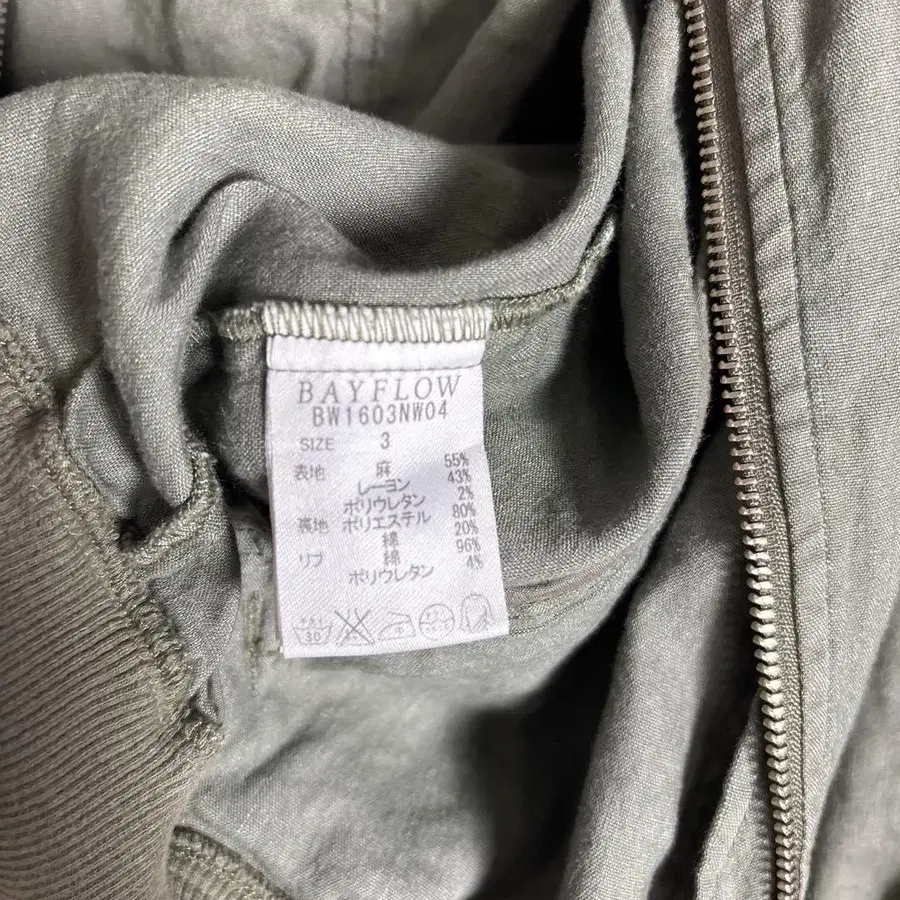 BAYFLOW
BW1603NW04
SIZE 3
表地 麻 55%
レーヨン 43%
ポリウレタン 2%
裏地 ポリエステル 80%
綿 20%
リブ 綿 96%
ポリウレタン 4%
30